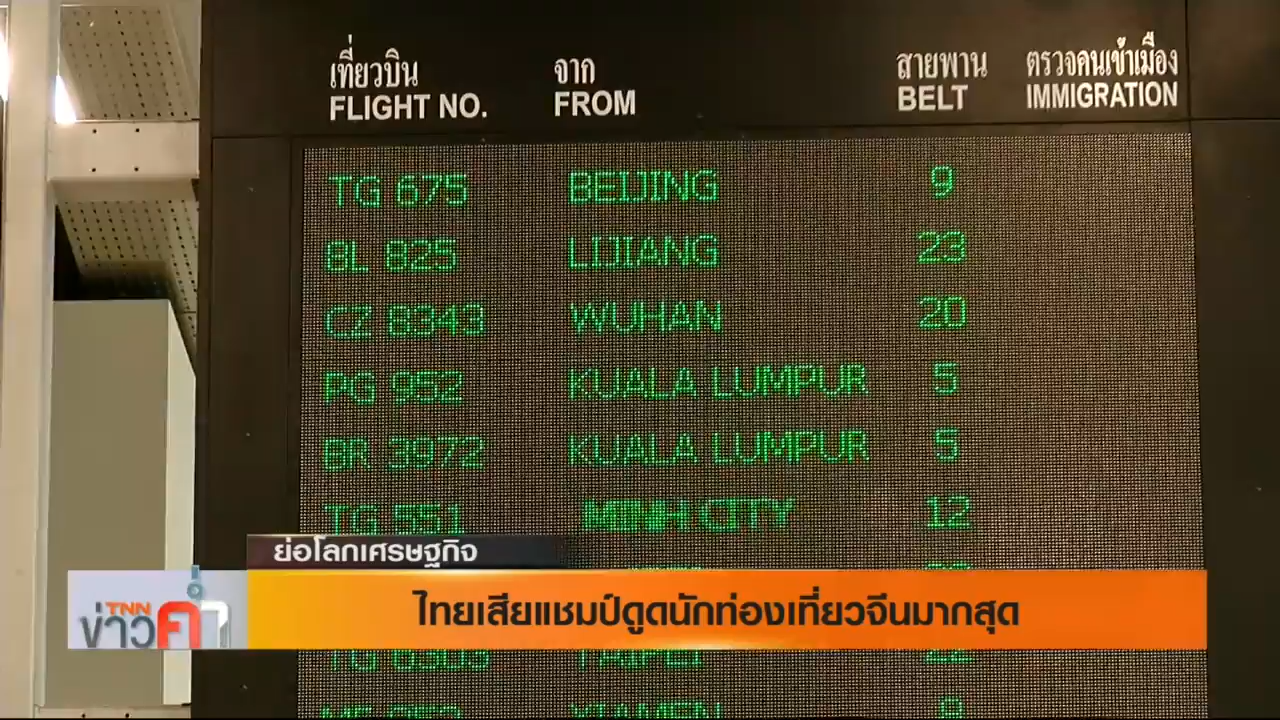 เที่ยวบิน จาก สายพาน ตรวจคนเข้าเมือง
FLIGHT NO. FROM BELT IMMIGRATION
TG 675 BEIJING 9
8L 825 LIJIANG 23
CZ 8343 WUHAN 20
PG 952 KUALA LUMPUR 5
BR 3972 KUALA LUMPUR 5
TG 551 MINH CITY 12
ย่อโลกเศรษฐกิจ
TNN
ข่าวค่ำ
ไทยเสียแชมป์ดูดนักท่องเที่ยวจีนมากสุด
TAIPEI 22
XIAMEN